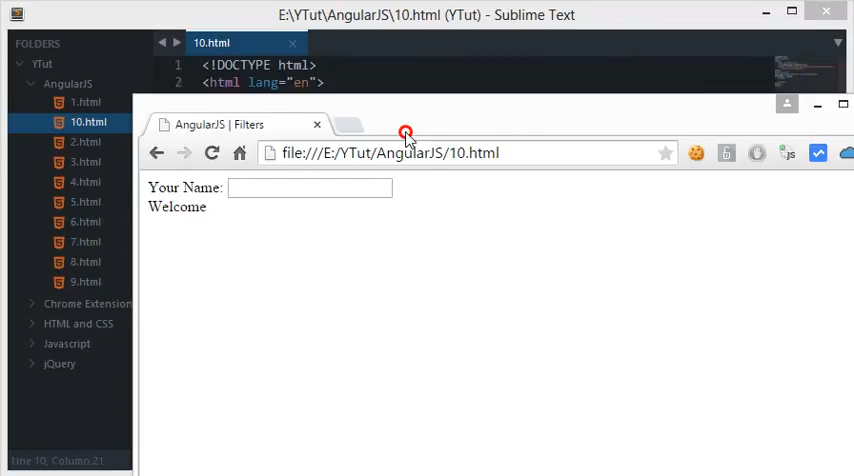 E:\YTut\AngularJS\10.html (YTut) - Sublime Text
FOLDERS
YTut
AngularJS
1.html
10.html
2.html
3.html
4.html
5.html
6.html
7.html
8.html
9.html
Chrome Extension
HTML and CSS
Javascript
jQuery
Line 10, Column:21
10.html
1 <!DOCTYPE html>
2 <html lang="en">
AngularJS | Filters
file:///E:/YTut/AngularJS/10.html
js
Your Name:
Welcome